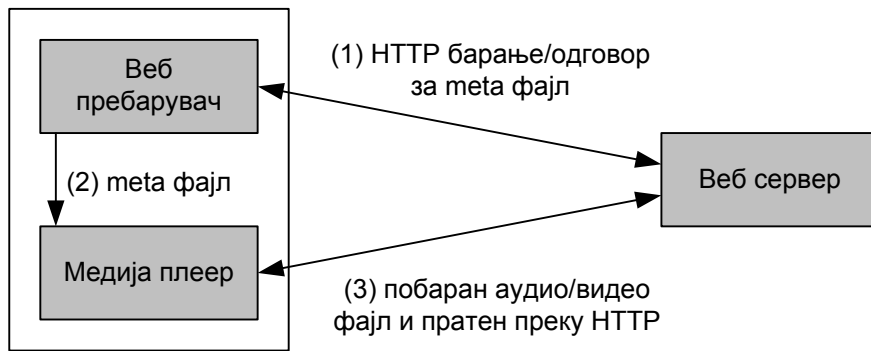 Веб
пребарувач
(1) HTTP барање/одговор
за meta фајл
(2) meta фајл
Веб сервер
Медија плеер
(3) побаран аудио/видео
фајл и пратен преку HTTP